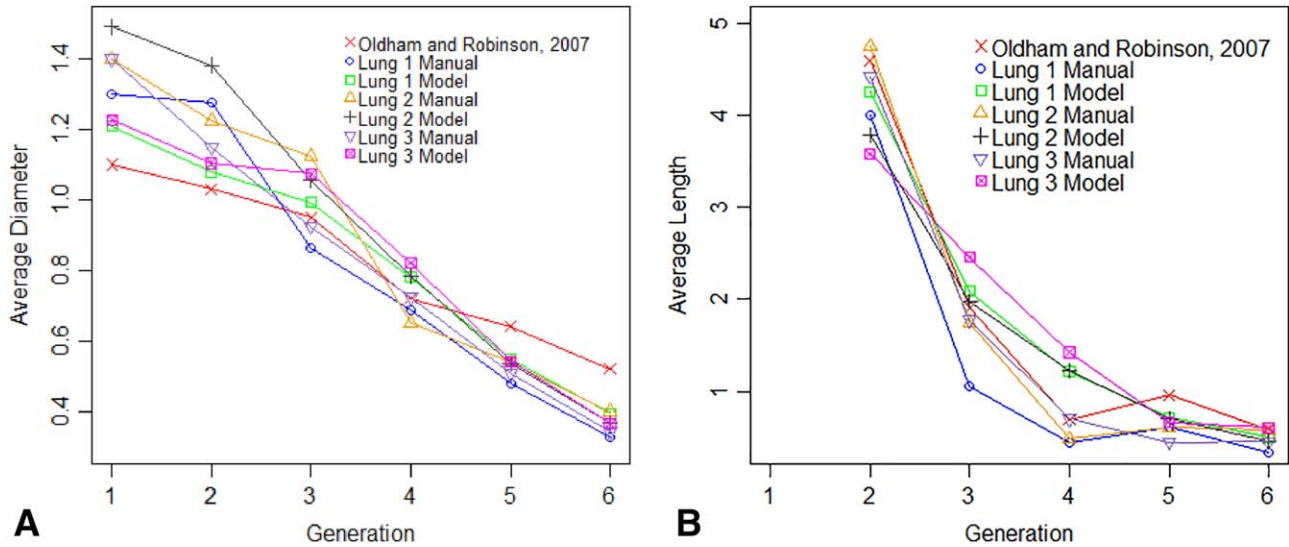 Average Diameter
1.4
1.2
1.0
0.8
0.6
0.4
Oldham and Robinson, 2007
Lung 1 Manual
Lung 1 Model
Lung 2 Manual
Lung 2 Model
Lung 3 Manual
Lung 3 Model
1 2 3 4 5 6
Generation
A
Average Length
5
4
3
2
1
Oldham and Robinson, 2007
Lung 1 Manual
Lung 1 Model
Lung 2 Manual
Lung 2 Model
Lung 3 Manual
Lung 3 Model
1 2 3 4 5 6
Generation
B